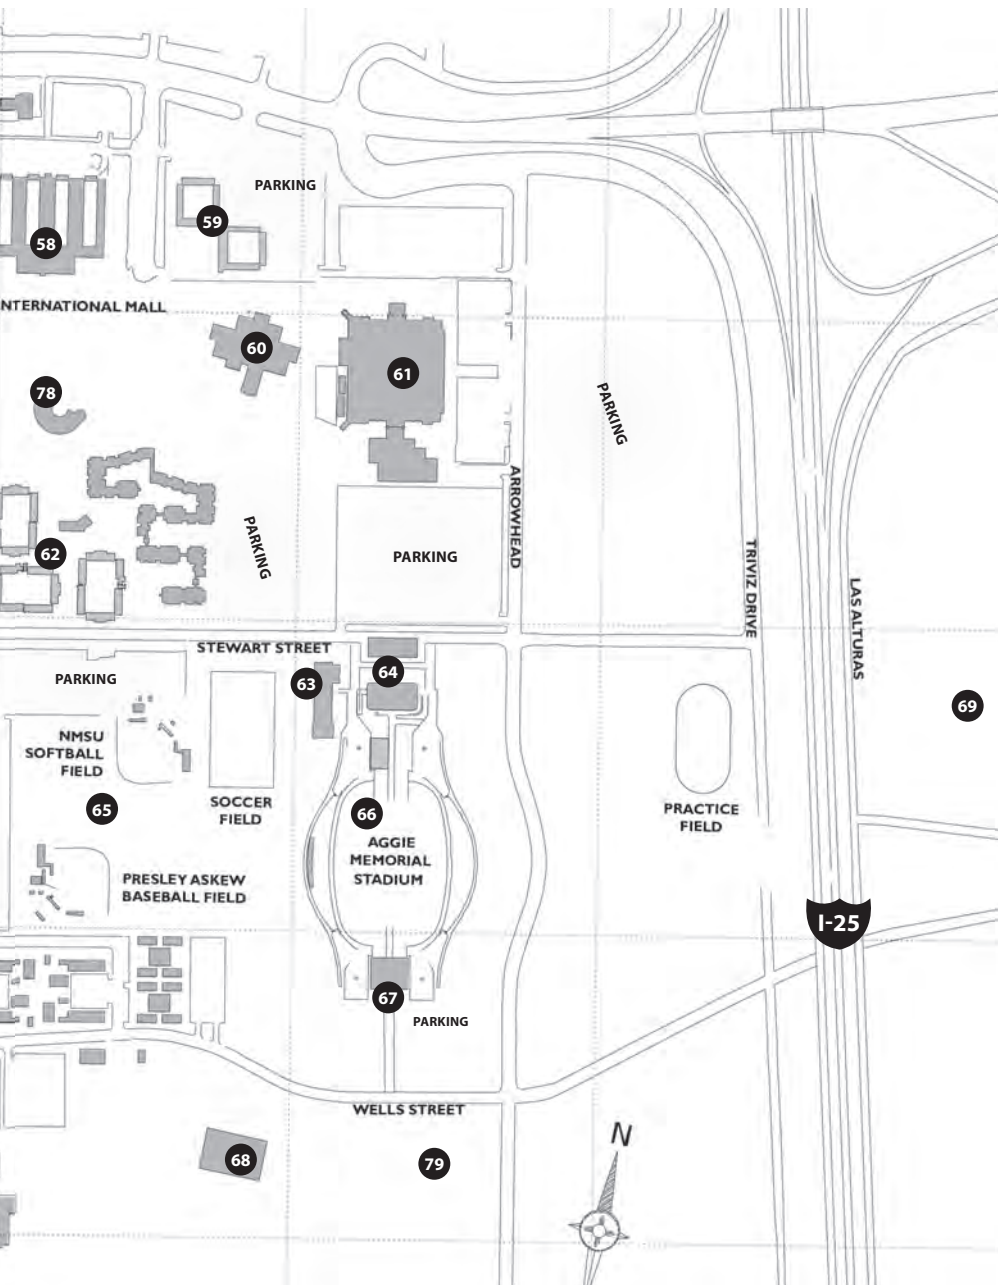 PARKING
59
58
NTERNATIONAL MALL
60
61
78
PARKING
ARROWHEAD
PARKING
PARKING
62
TRIVIZ DRIVE
LAS ALTURAS
STEWART STREET
PARKING
63
64
69
NMSU
SOFTBALL
FIELD
65
SOCCER
FIELD
66
AGGIE
MEMORIAL
STADIUM
PRACTICE
FIELD
PRESLEY ASKEW
BASEBALL FIELD
I-25
67
PARKING
WELLS STREET
68
79
N